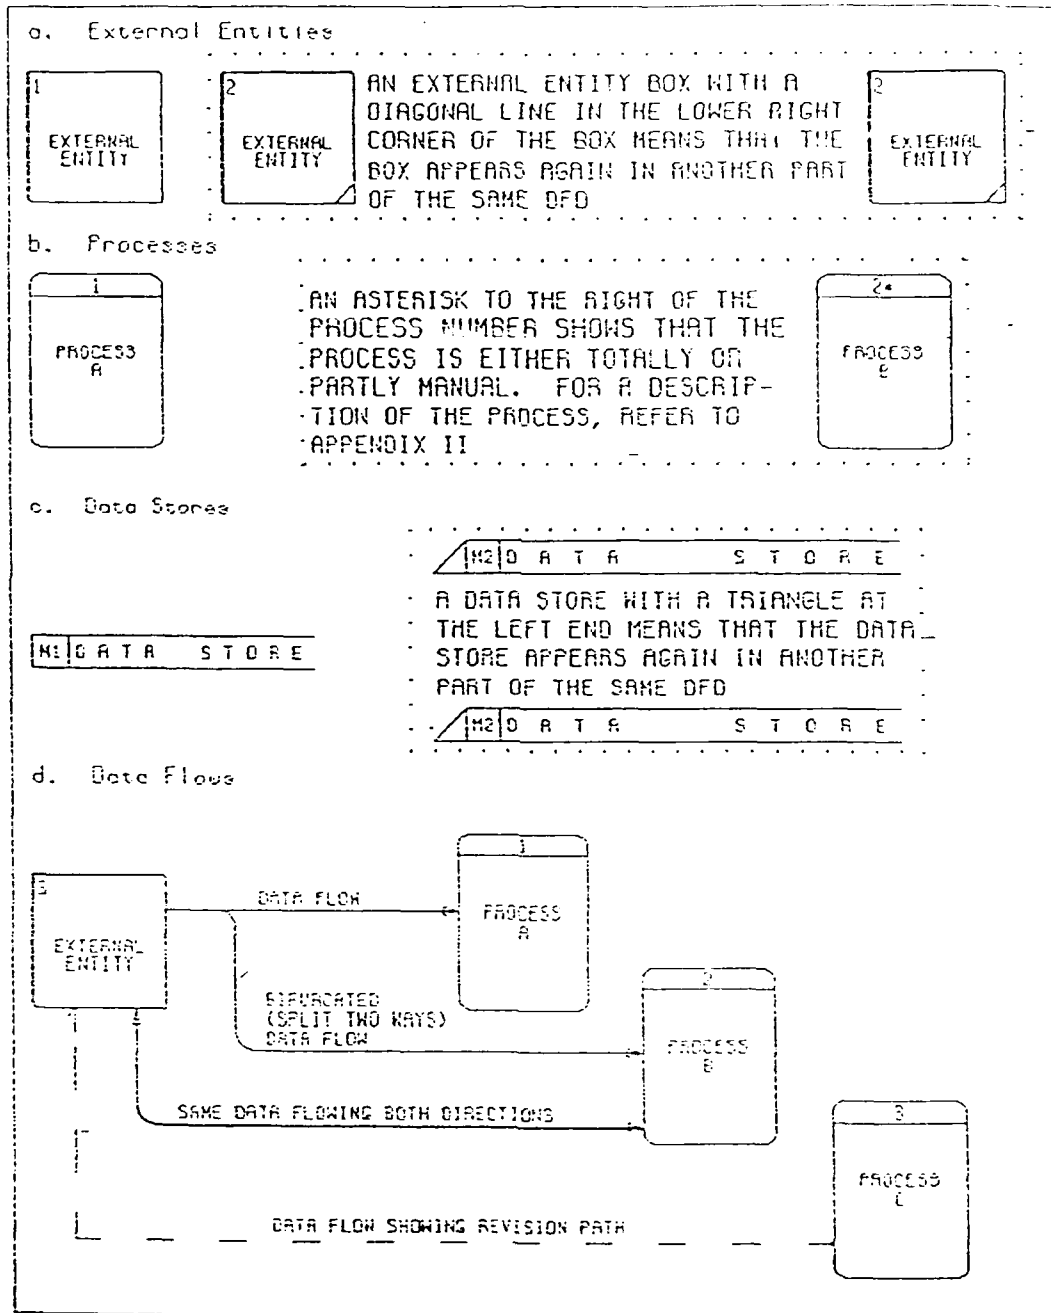 a. External Entities
1
EXTERNAL
ENTITY
2
EXTERNAL
ENTITY
AN EXTERNAL ENTITY BOX WITH A
DIAGONAL LINE IN THE LOWER RIGHT
CORNER OF THE BOX MEANS THAT THE
BOX APPEARS AGAIN IN ANOTHER PART
OF THE SAME DFD
2
EXTERNAL
ENTITY
b. Processes
1
PROCESS
A
AN ASTERISK TO THE RIGHT OF THE
PROCESS NUMBER SHOWS THAT THE
PROCESS IS EITHER TOTALLY OR
PARTLY MANUAL. FOR A DESCRIP-
TION OF THE PROCESS, REFER TO
APPENDIX II
2*
PROCESS
B
c. Data Stores
M1 DATA STORE
M2 DATA STORE
A DATA STORE WITH A TRIANGLE AT
THE LEFT END MEANS THAT THE DATA
STORE APPEARS AGAIN IN ANOTHER
PART OF THE SAME DFD
M2 DATA STORE
d. Data Flows
EXTERNAL
ENTITY
DATA FLOW
1
PROCESS
A
BIFURCATED
(SPLIT TWO WAYS)
DATA FLOW
2
PROCESS
B
SAME DATA FLOWING BOTH DIRECTIONS
3
PROCESS
C
DATA FLOW SHOWING REVISION PATH